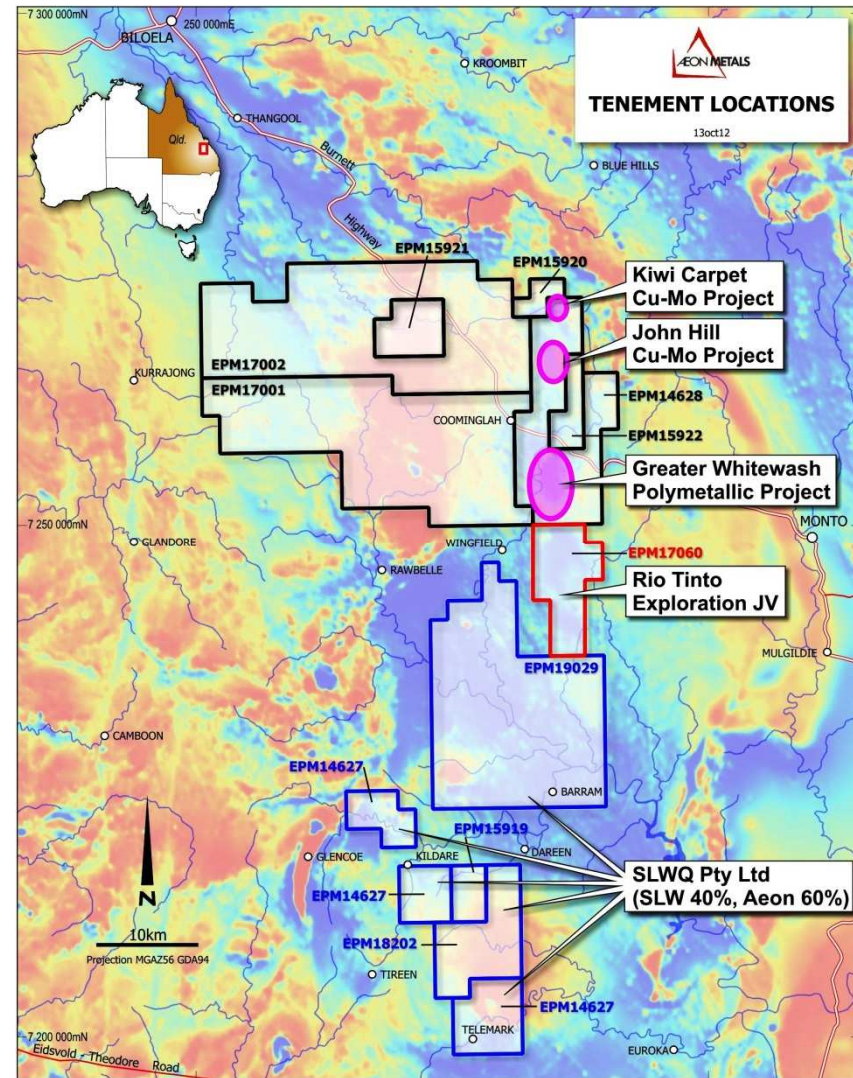 7 300 000mN
250 000mE
BILOELA
KROOMBIT
AEON METALS
TENEMENT LOCATIONS
13oct12
Qld.
THANGOOL
Burnett
Highway
BLUE HILLS
EPM15921
EPM15920
Kiwi Carpet
Cu-Mo Project
John Hill
Cu-Mo Project
EPM17002
EPM17001
KURRAJONG
COOMINGLAH
EPM14628
EPM15922
Greater Whitewash
Polymetallic Project
7 250 000mN
GLANDORE
WINGFIELD
MONTO
RAWBELLE
EPM17060
Rio Tinto
Exploration JV
EPM19029
MULGILDIE
CAMBOON
EPM14627
BARRAM
EPM15919
GLENCOE
KILDARE
DAREEN
SLWQ Pty Ltd
(SLW 40%, Aeon 60%)
EPM14627
N
10km
Projection MGAZ56 GDA94
EPM18202
TIREEN
EPM14627
7 200 000mN
TELEMARK
EUROKA
Eidsvold - Theodore Road